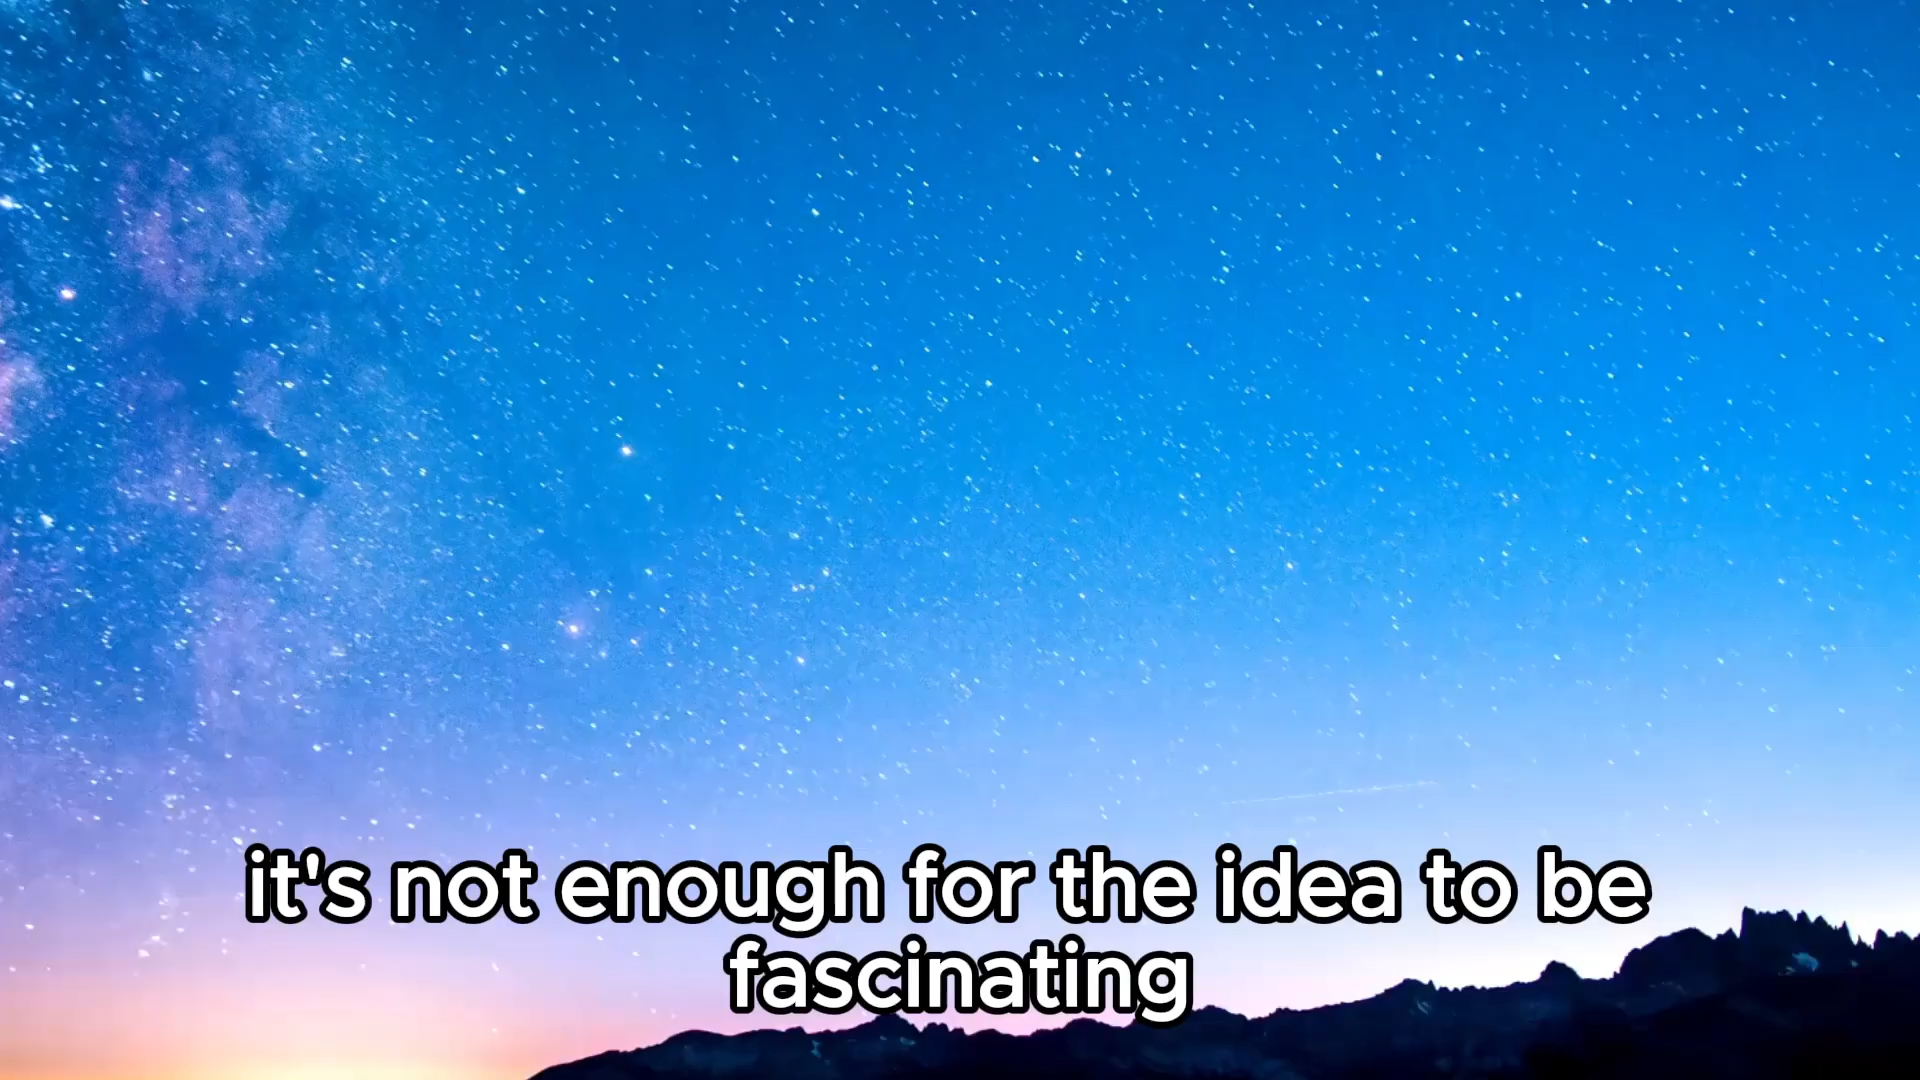 it's not enough for the idea to be
fascinating